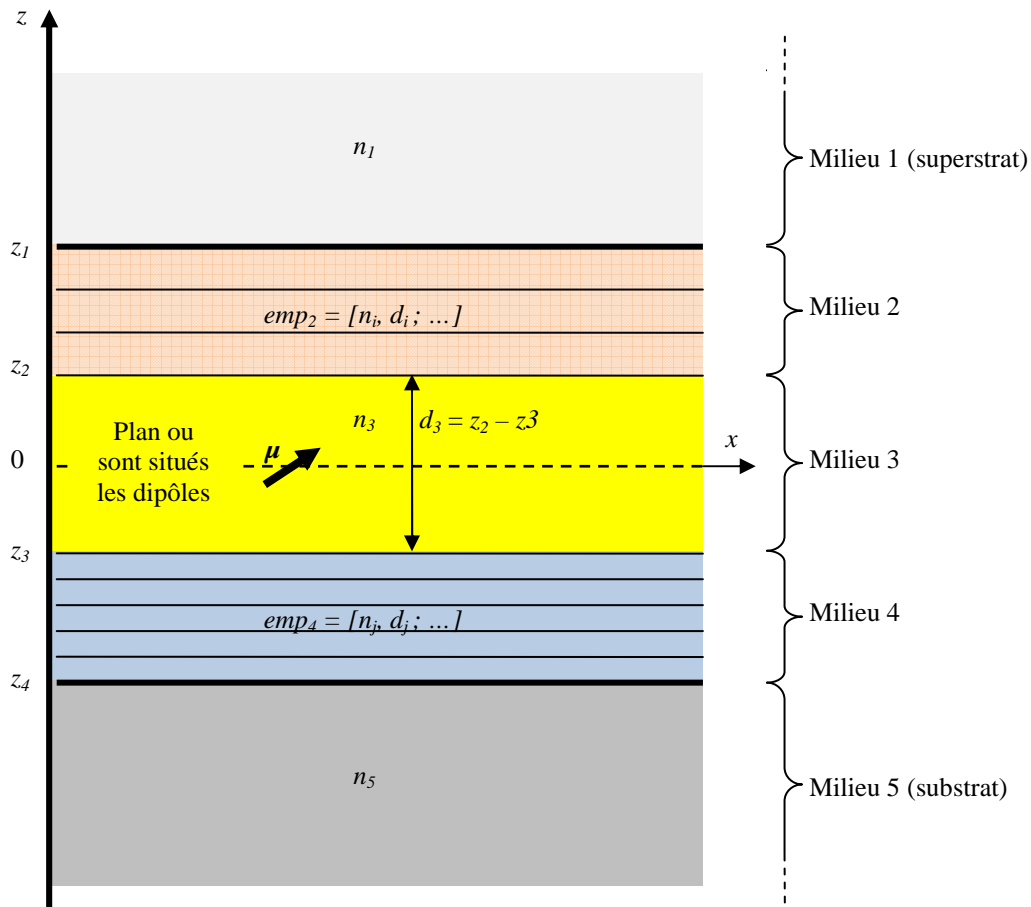 z
n1
Milieu 1 (superstrat)
z1
emp2 = [ni, di ; ...]
Milieu 2
z2
n3
d3 = z2 – z3
Plan ou
sont situés
les dipôles
μ
x
0
Milieu 3
z3
emp4 = [nj, dj ; ...]
Milieu 4
z4
n5
Milieu 5 (substrat)